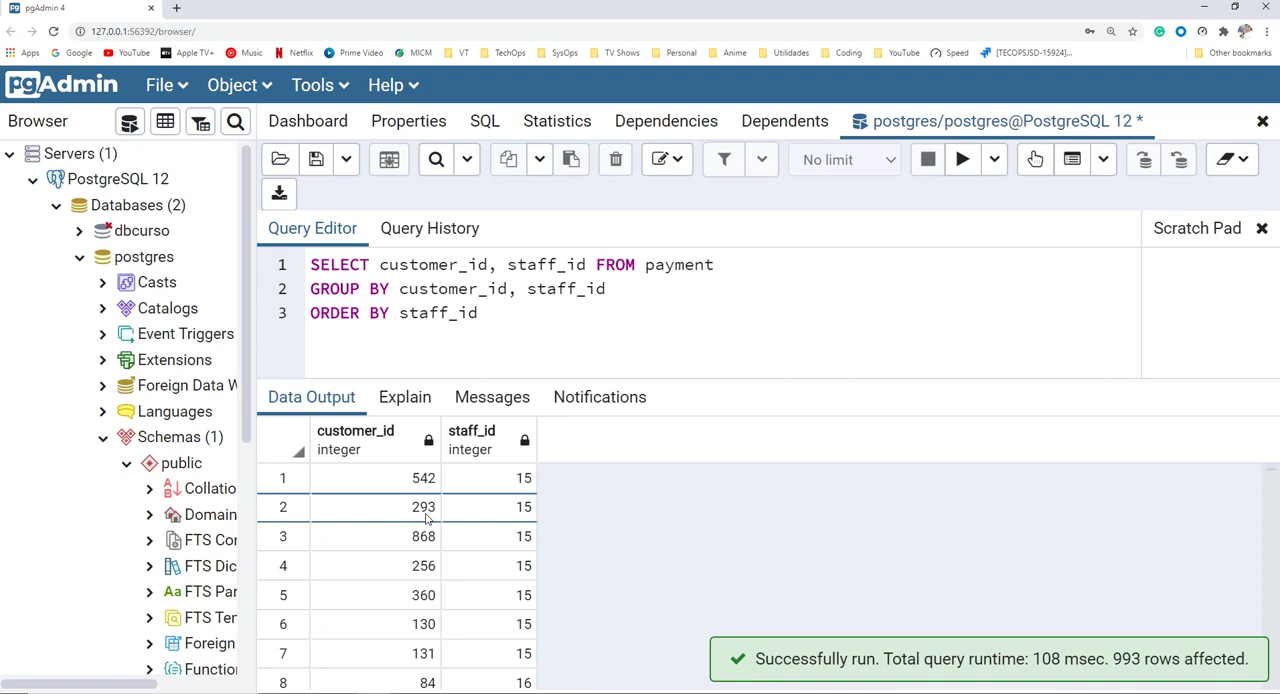 pgAdmin 4
127.0.0.1:56392/browser/
Apps Google YouTube Apple TV+ Music Netflix Prime Video MICM VT TechOps SysOps TV Shows Personal Anime Utilidades Coding YouTube Speed [TECOPSJSD-15924]... Other bookmarks
pgAdmin File Object Tools Help
Browser Dashboard Properties SQL Statistics Dependencies Dependents postgres/postgres@PostgreSQL 12 *
Servers (1)
PostgreSQL 12
Databases (2)
dbcurso
postgres
Casts
Catalogs
Event Triggers
Extensions
Foreign Data W
Languages
Schemas (1)
public
Collatio
Domain
FTS Cor
FTS Dic
FTS Par
FTS Ter
Foreign
Functio
No limit
Query Editor Query History Scratch Pad
1 SELECT customer_id, staff_id FROM payment
2 GROUP BY customer_id, staff_id
3 ORDER BY staff_id
Data Output Explain Messages Notifications
customer_id staff_id
integer integer
1 542 15
2 293 15
3 868 15
4 256 15
5 360 15
6 130 15
7 131 15
8 84 16
Successfully run. Total query runtime: 108 msec. 993 rows affected.